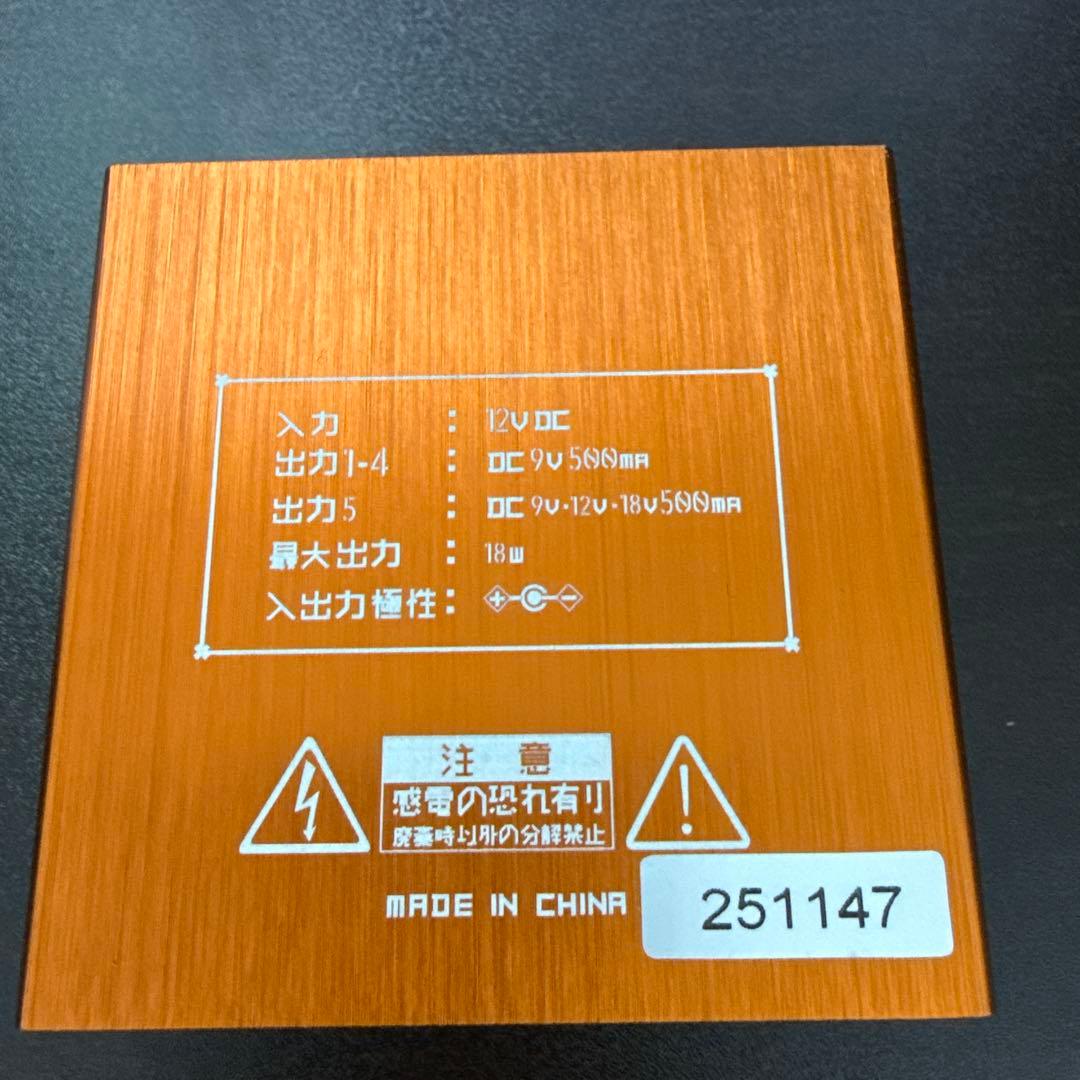 入力 : 12V DC
出力1-4 : DC 9V 500mA
出力5 : DC 9V・12V・18V500mA
最大出力 : 18W
入出力極性 : + C -
注意
感電の恐れ有り
廃棄時以外の分解禁止
MADE IN CHINA
251147